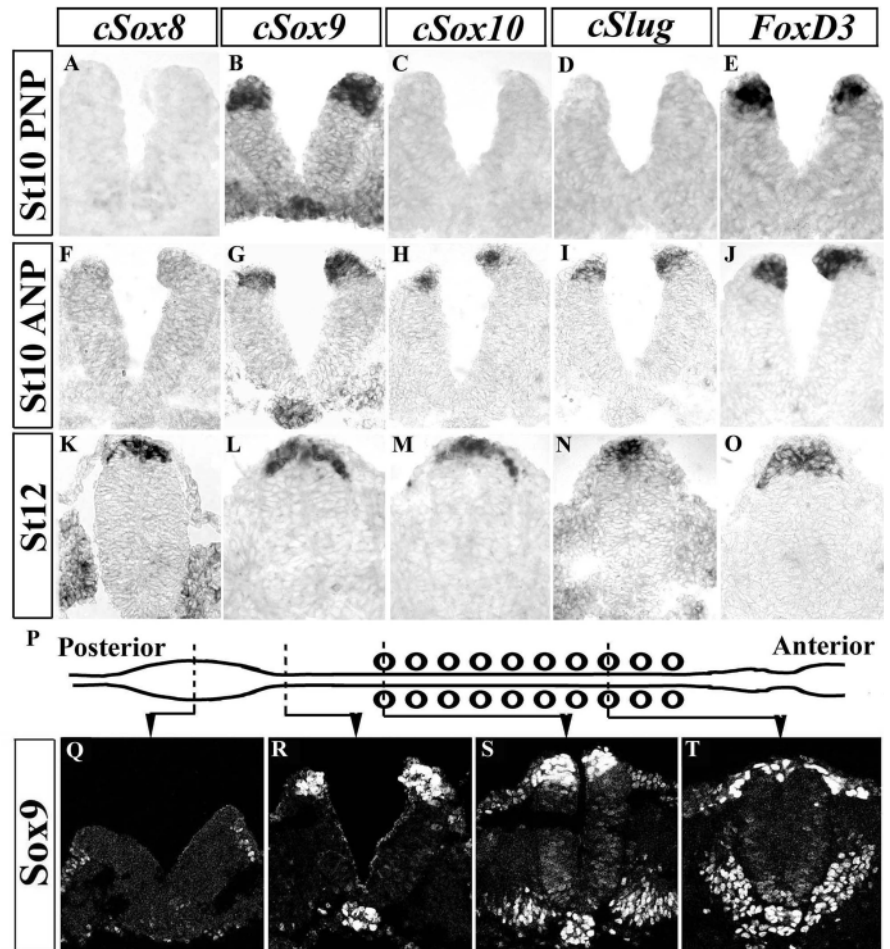 cSox8 cSox9 cSox10 cSlug FoxD3
St10 PNP
A B C D E
St10 ANP
F G H I J
St12
K L M N O
P Posterior Anterior
Sox9
Q R S T